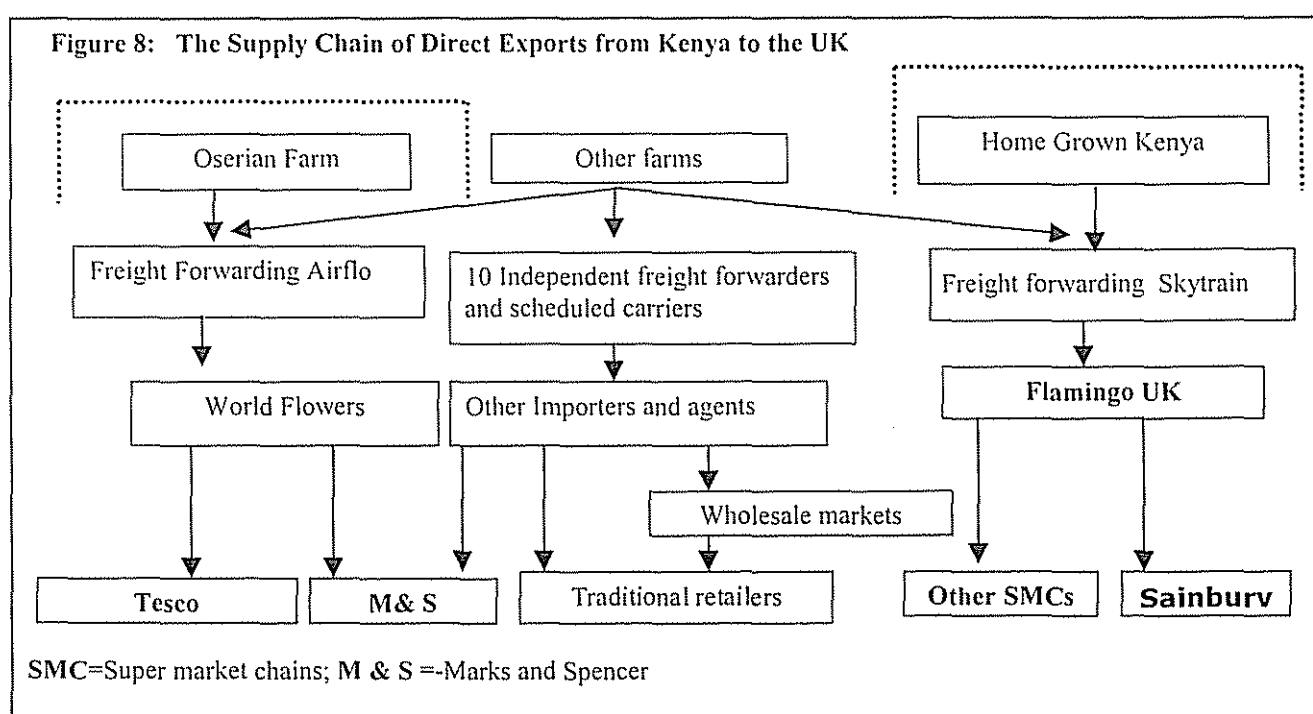 Figure 8: The Supply Chain of Direct Exports from Kenya to the UK
Oserian Farm
Other farms
Home Grown Kenya
Freight Forwarding Airflo
10 Independent freight forwarders
and scheduled carriers
Freight forwarding Skytrain
World Flowers
Other Importers and agents
Flamingo UK
Wholesale markets
Tesco
M& S
Traditional retailers
Other SMCs
Sainburv
SMC=Super market chains; M & S =-Marks and Spencer